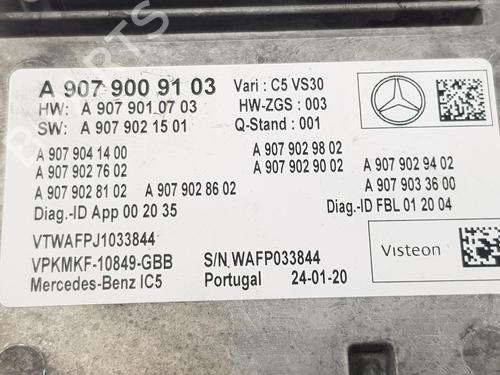 A 907 900 91 03 Vari : C5 VS30
HW: A 907 901 07 03 HW-ZGS : 003
SW: A 907 902 15 01 Q-Stand : 001
A 907 904 14 00 A 907 902 98 02
A 907 902 76 02 A 907 902 90 02 A 907 902 94 02
A 907 902 81 02 A 907 902 86 02 A 907 903 36 00
Diag.-ID App 00 20 35 Diag.-ID FBL 01 20 04
VTWAFPJ1033844
VPKMKF-10849-GBB S/N,WAFP033844
Mercedes-Benz IC5 Portugal 24-01-20
Visteon